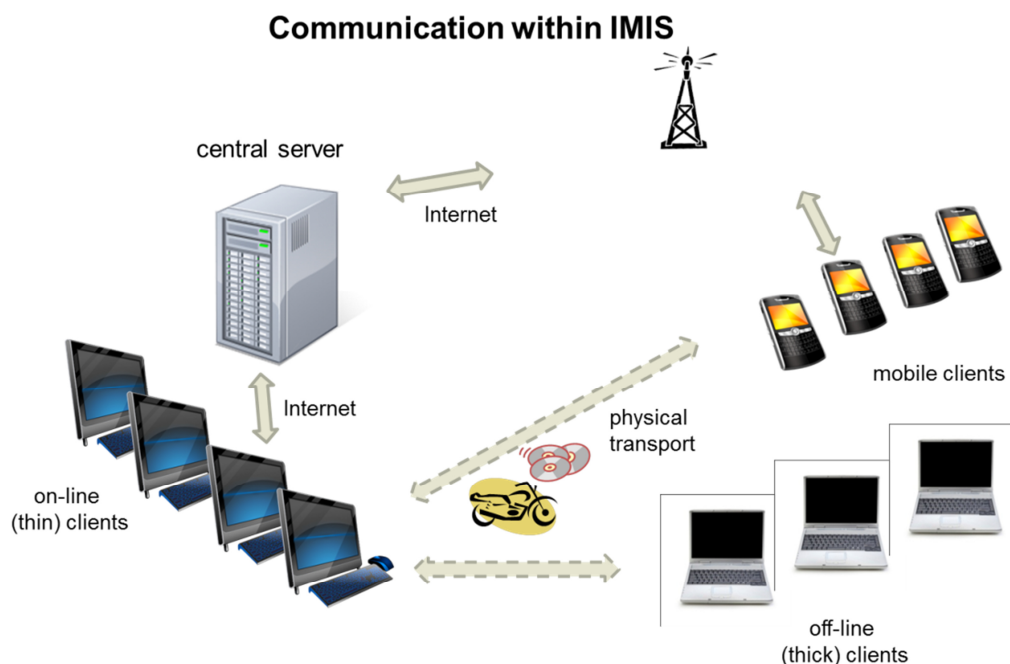 Communication within IMIS
central server
Internet
mobile clients
Internet
physical
transport
on-line
(thin) clients
off-line
(thick) clients